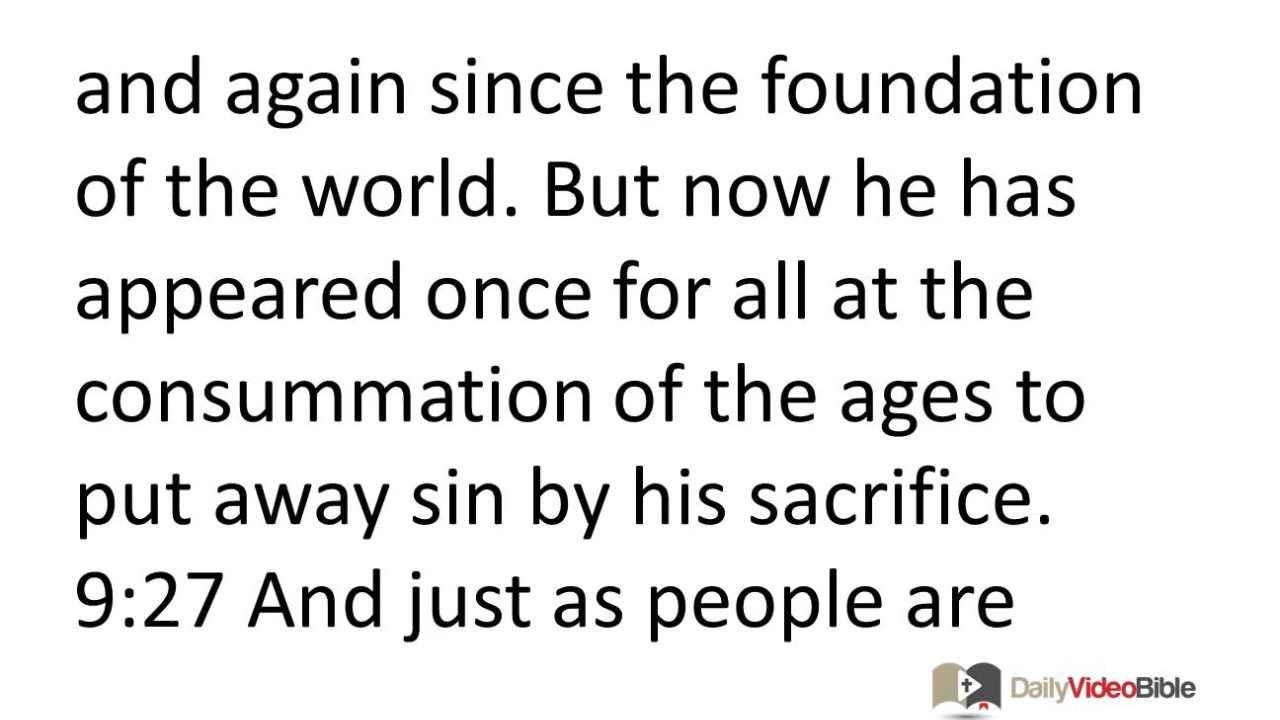 and again since the foundation
of the world. But now he has
appeared once for all at the
consummation of the ages to
put away sin by his sacrifice.
9:27 And just as people are
DailyVideoBible